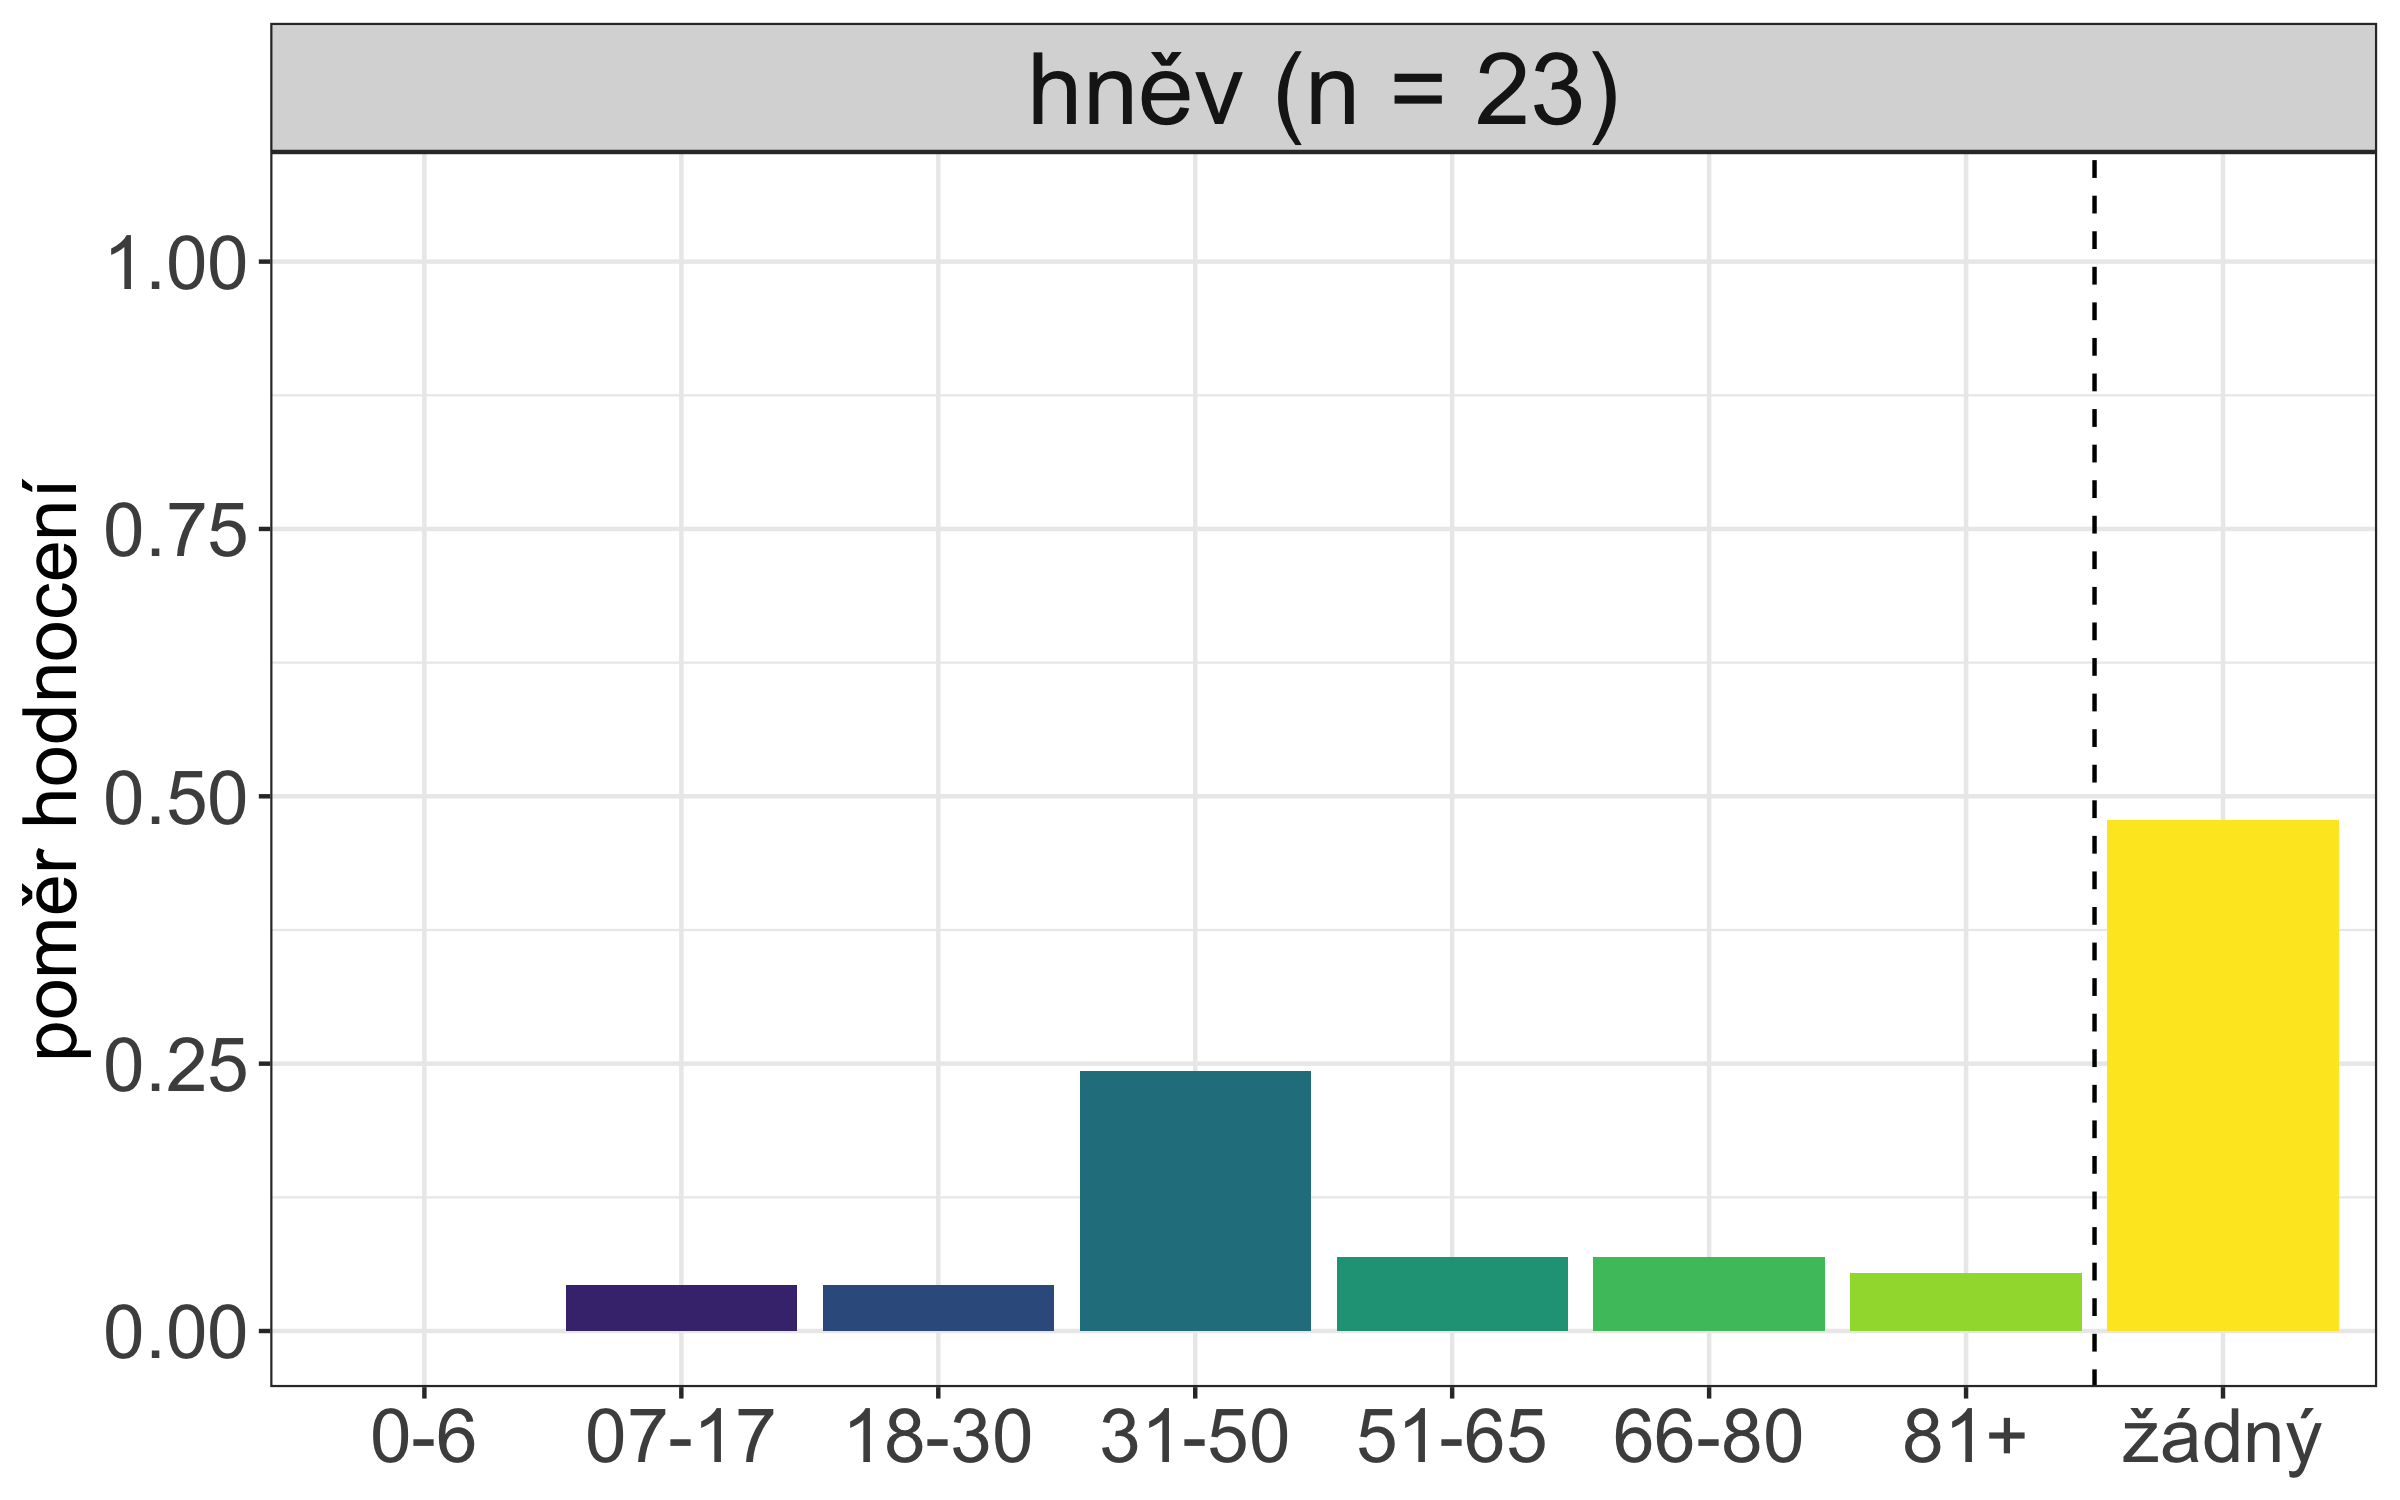 hněv (n = 23)
poměr hodnocení
1.00
0.75
0.50
0.25
0.00
0-6 07-17 18-30 31-50 51-65 66-80 81+ žádný